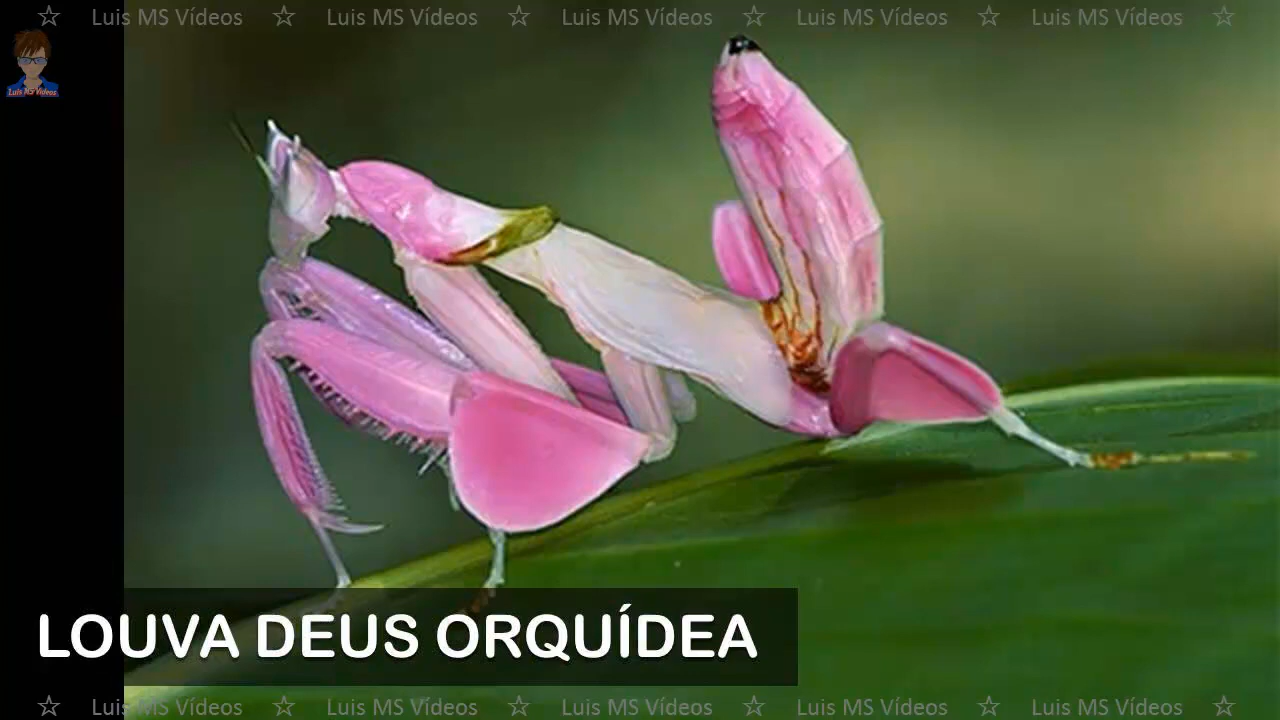 ☆ Luis MS Vídeos ☆ Luis MS Vídeos ☆ Luis MS Vídeos ☆ Luis MS Vídeos ☆ Luis MS Vídeos ☆
Luis MS Vídeos
LOUVA DEUS ORQUÍDEA
☆ Luis MS Vídeos ☆ Luis MS Vídeos ☆ Luis MS Vídeos ☆ Luis MS Vídeos ☆ Luis MS Vídeos ☆